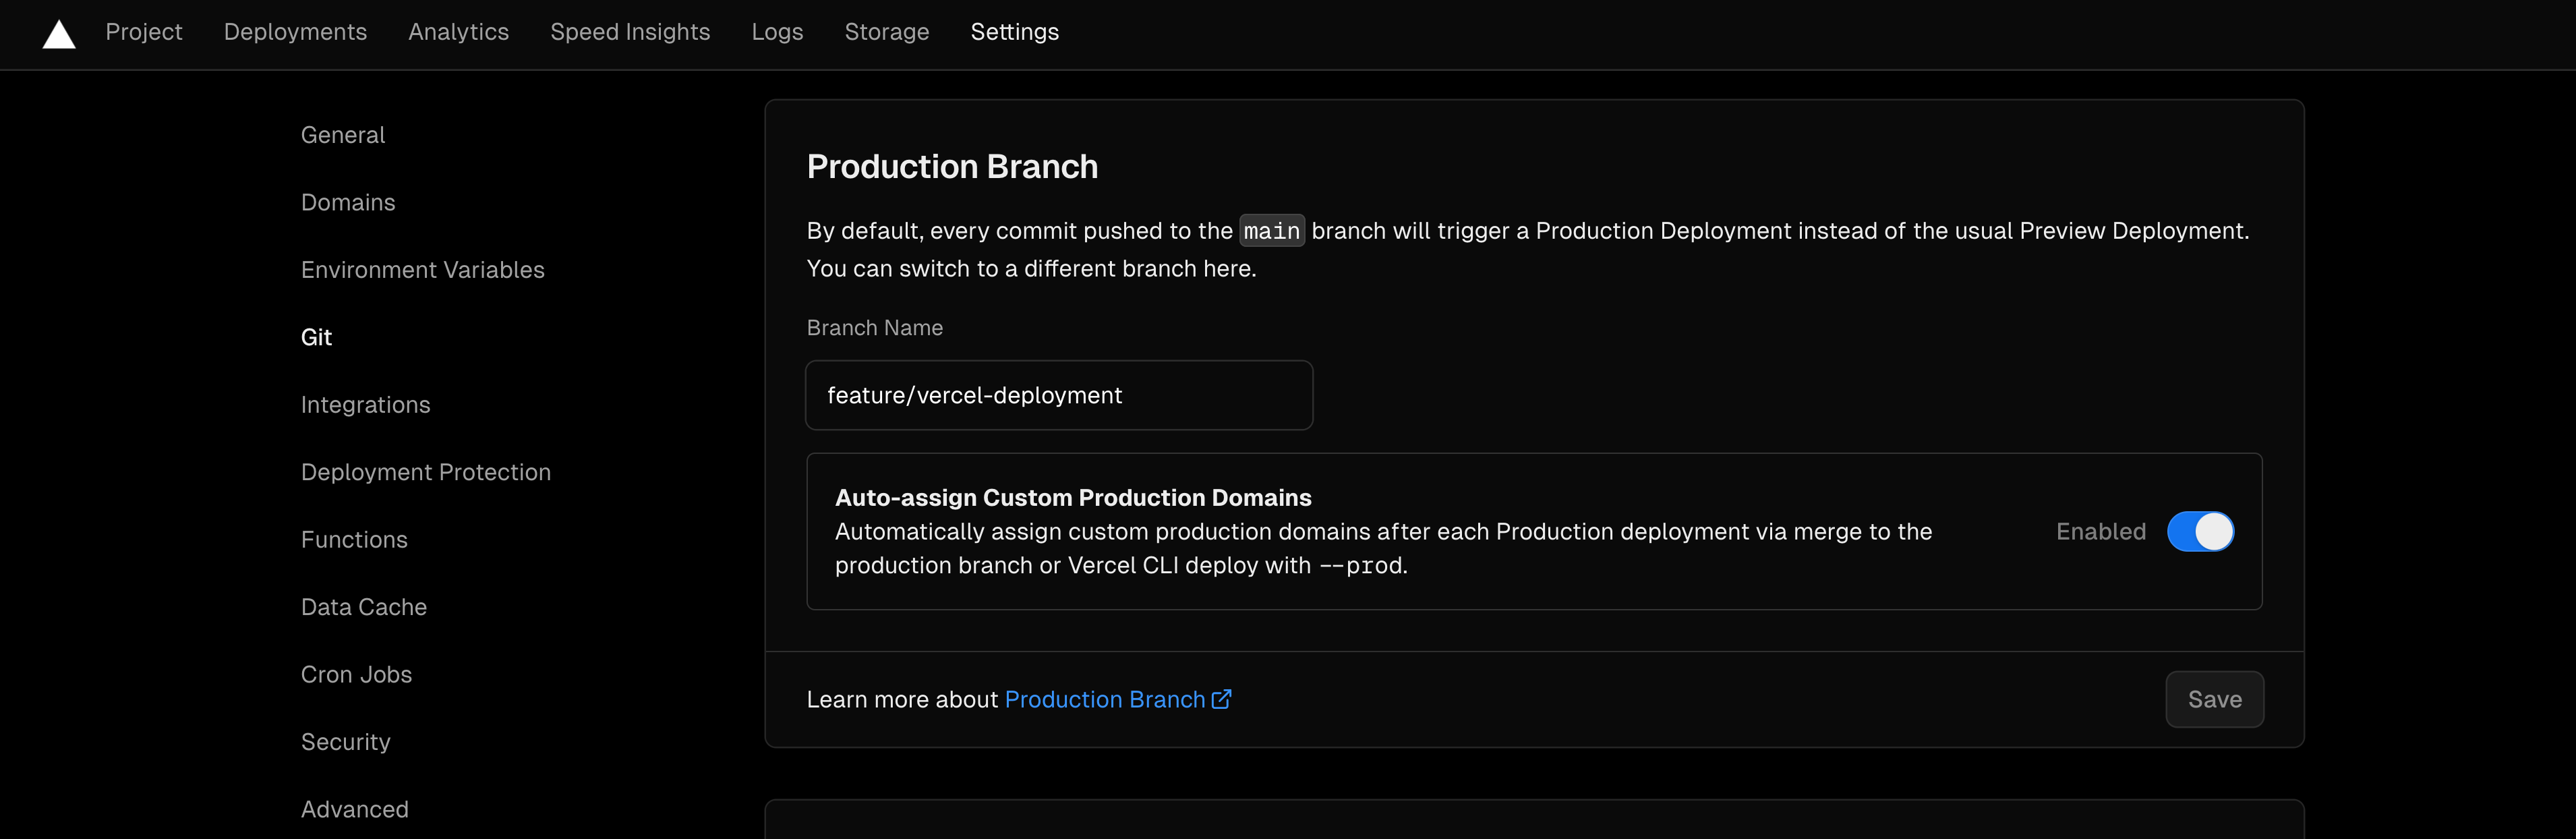 Project Deployments Analytics Speed Insights Logs Storage Settings
General
Domains
Environment Variables
Git
Integrations
Deployment Protection
Functions
Data Cache
Cron Jobs
Security
Advanced
Production Branch
By default, every commit pushed to the main branch will trigger a Production Deployment instead of the usual Preview Deployment.
You can switch to a different branch here.
Branch Name
feature/vercel-deployment
Auto-assign Custom Production Domains
Automatically assign custom production domains after each Production deployment via merge to the
production branch or Vercel CLI deploy with --prod.
Enabled
Learn more about Production Branch
Save